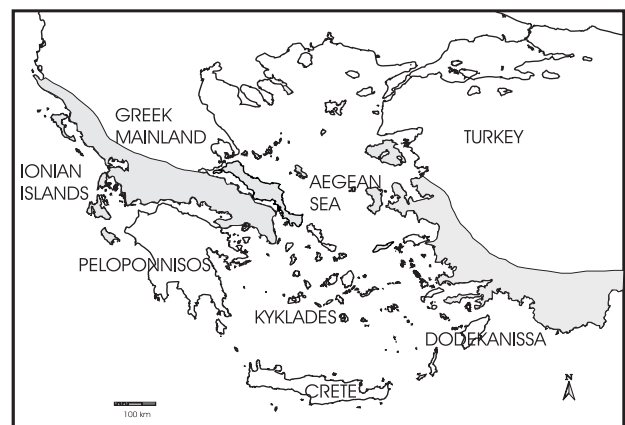 GREEK
MAINLAND
TURKEY
IONIAN
ISLANDS
AEGEAN
SEA
PELOPONNISOS
KYKLADES
DODEKANISSA
CRETE
100 km
N